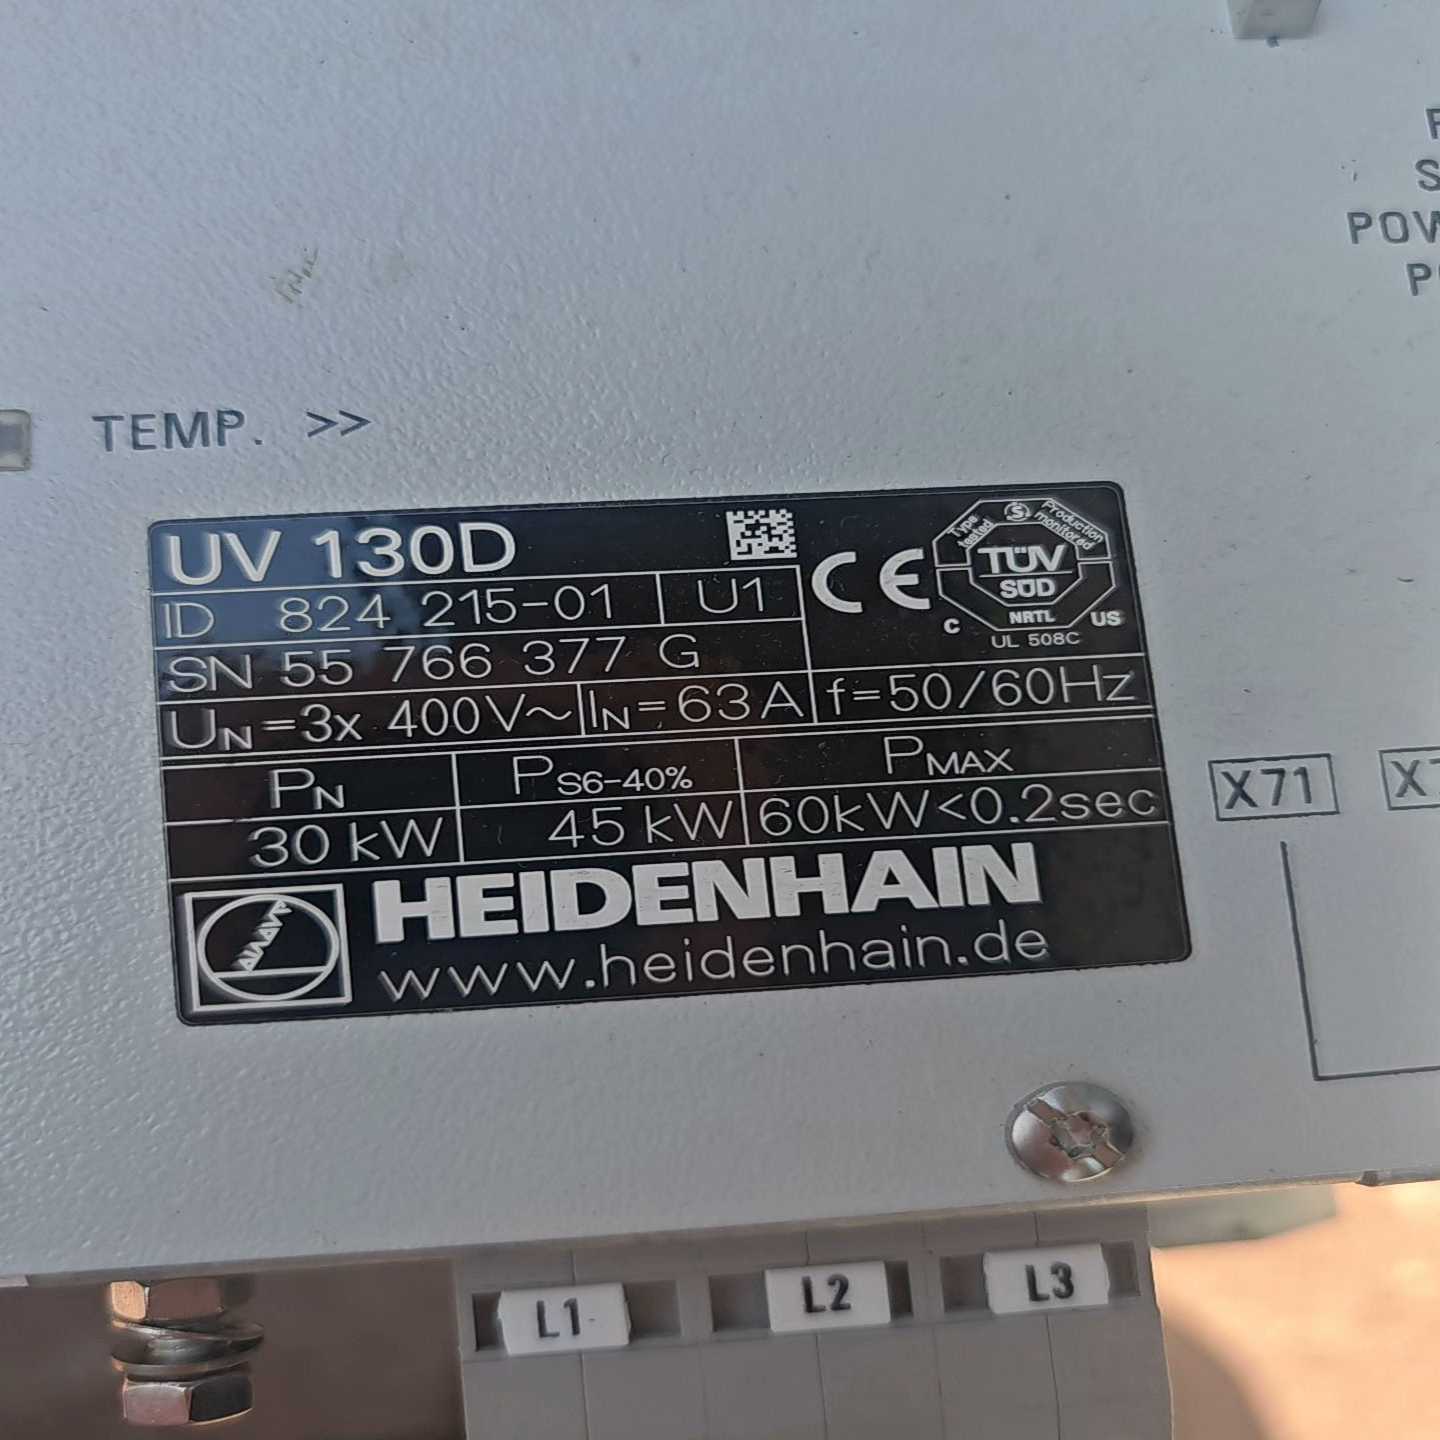 POW
TEMP. >>
UV 130D
ID 824 215-01 U1
SN 55 766 377 G
UN=3x 400V~ IN=63A f=50/60Hz
PN PS6-40% PMAX
30 kW 45 kW 60kW<0.2sec
HEIDENHAIN
www.heidenhain.de
CE
Type tested S Production monitored
TÜV
SÜD
NRTL
C US
UL 508C
X71
L1 L2 L3